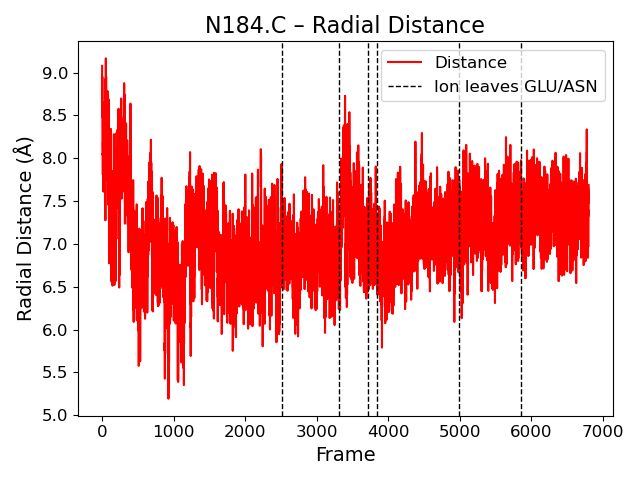 N184.C – Radial Distance
Distance
Ion leaves GLU/ASN
Radial Distance (Å)
9.0
8.5
8.0
7.5
7.0
6.5
6.0
5.5
5.0
0 1000 2000 3000 4000 5000 6000 7000
Frame